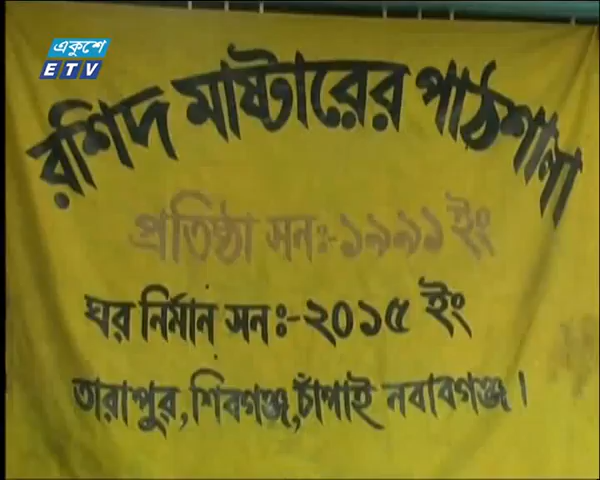 একুশে
ETV
রশিদ মাষ্টারের পাঠশালা
প্রতিষ্ঠা সন:-১৯৯১ ইং
ঘর নির্মান সন:-২০১৫ ইং
তারাপুর, শিবগঞ্জ, চাঁপাই নবাবগঞ্জ।